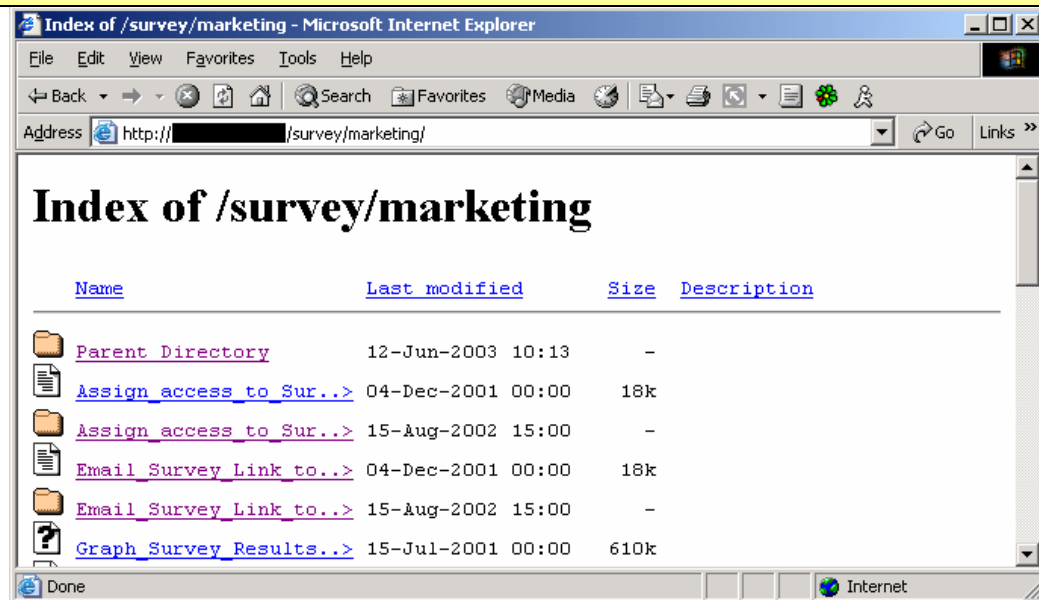 Index of /survey/marketing - Microsoft Internet Explorer
File Edit View Favorites Tools Help
Back Search Favorites Media
Address http:// /survey/marketing/ Go Links »
Index of /survey/marketing
Name Last modified Size Description
Parent Directory 12-Jun-2003 10:13 -
Assign_access_to_Sur..> 04-Dec-2001 00:00 18k
Assign_access_to_Sur..> 15-Aug-2002 15:00 -
Email_Survey_Link_to..> 04-Dec-2001 00:00 18k
Email_Survey_Link_to..> 15-Aug-2002 15:00 -
Graph_Survey_Results..> 15-Jul-2001 00:00 610k
Done Internet